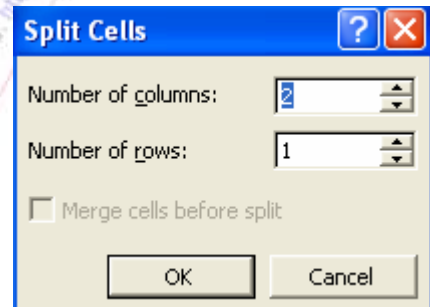 Split Cells ?
Number of columns: 2
Number of rows: 1
Merge cells before split
OK Cancel